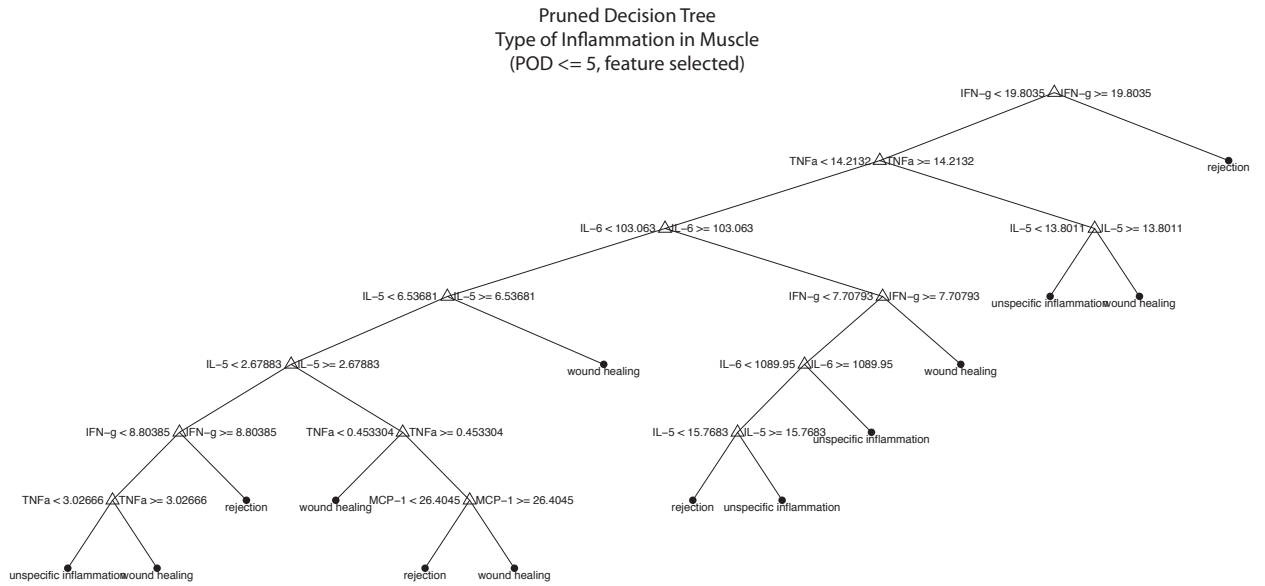 Pruned Decision Tree
Type of Inflammation in Muscle
(POD <= 5, feature selected)
IFN−g < 19.8035 IFN−g >= 19.8035
TNFa < 14.2132 TNFa >= 14.2132
rejection
IL−6 < 103.063 IL−6 >= 103.063
IL−5 < 13.8011 IL−5 >= 13.8011
IL−5 < 6.53681 IL−5 >= 6.53681
IFN−g < 7.70793 IFN−g >= 7.70793
unspecific inflammation wound healing
IL−5 < 2.67883 IL−5 >= 2.67883
wound healing
IL−6 < 1089.95 IL−6 >= 1089.95
wound healing
IFN−g < 8.80385 IFN−g >= 8.80385
TNFa < 0.453304 TNFa >= 0.453304
IL−5 < 15.7683 IL−5 >= 15.7683
unspecific inflammation
TNFa < 3.02666 TNFa >= 3.02666
rejection
wound healing
MCP−1 < 26.4045 MCP−1 >= 26.4045
rejection
unspecific inflammation
unspecific inflammation wound healing
rejection
wound healing